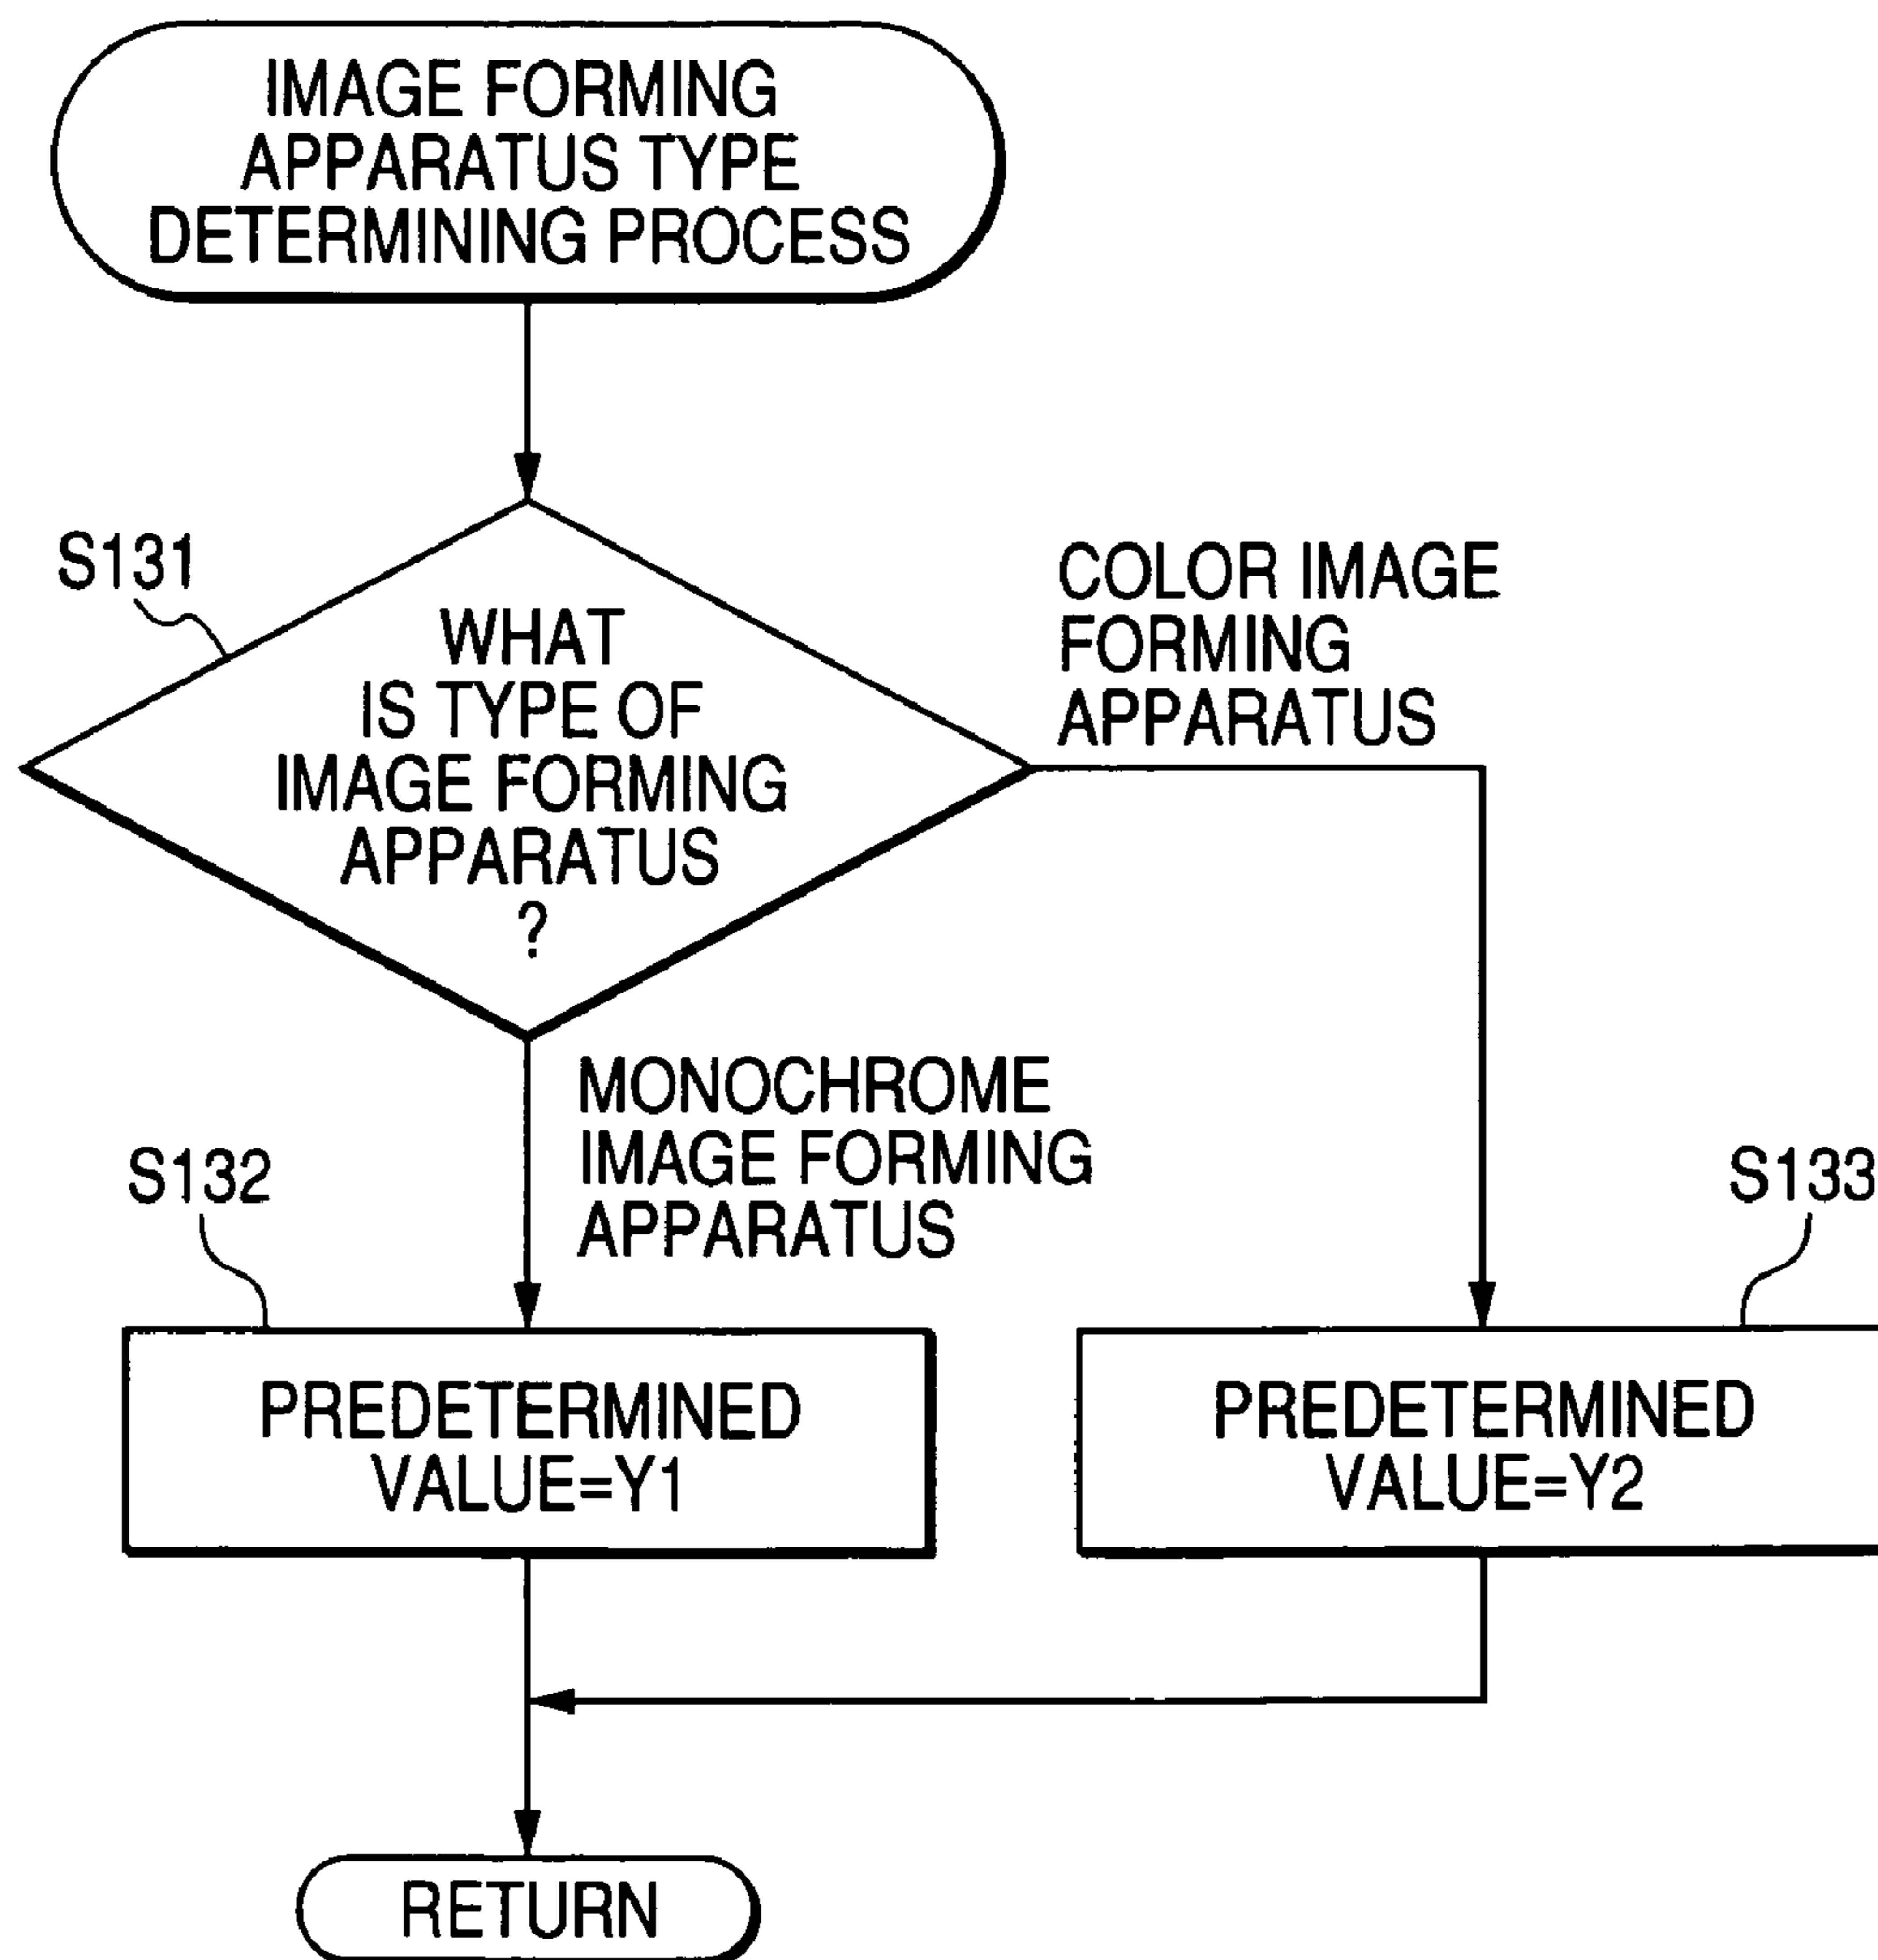 IMAGE FORMING
APPARATUS TYPE
DETERMINING PROCESS
S131
WHAT
IS TYPE OF
IMAGE FORMING
APPARATUS
?
COLOR IMAGE
FORMING
APPARATUS
MONOCHROME
IMAGE FORMING
APPARATUS
S132
PREDETERMINED
VALUE=Y1
S133
PREDETERMINED
VALUE=Y2
RETURN